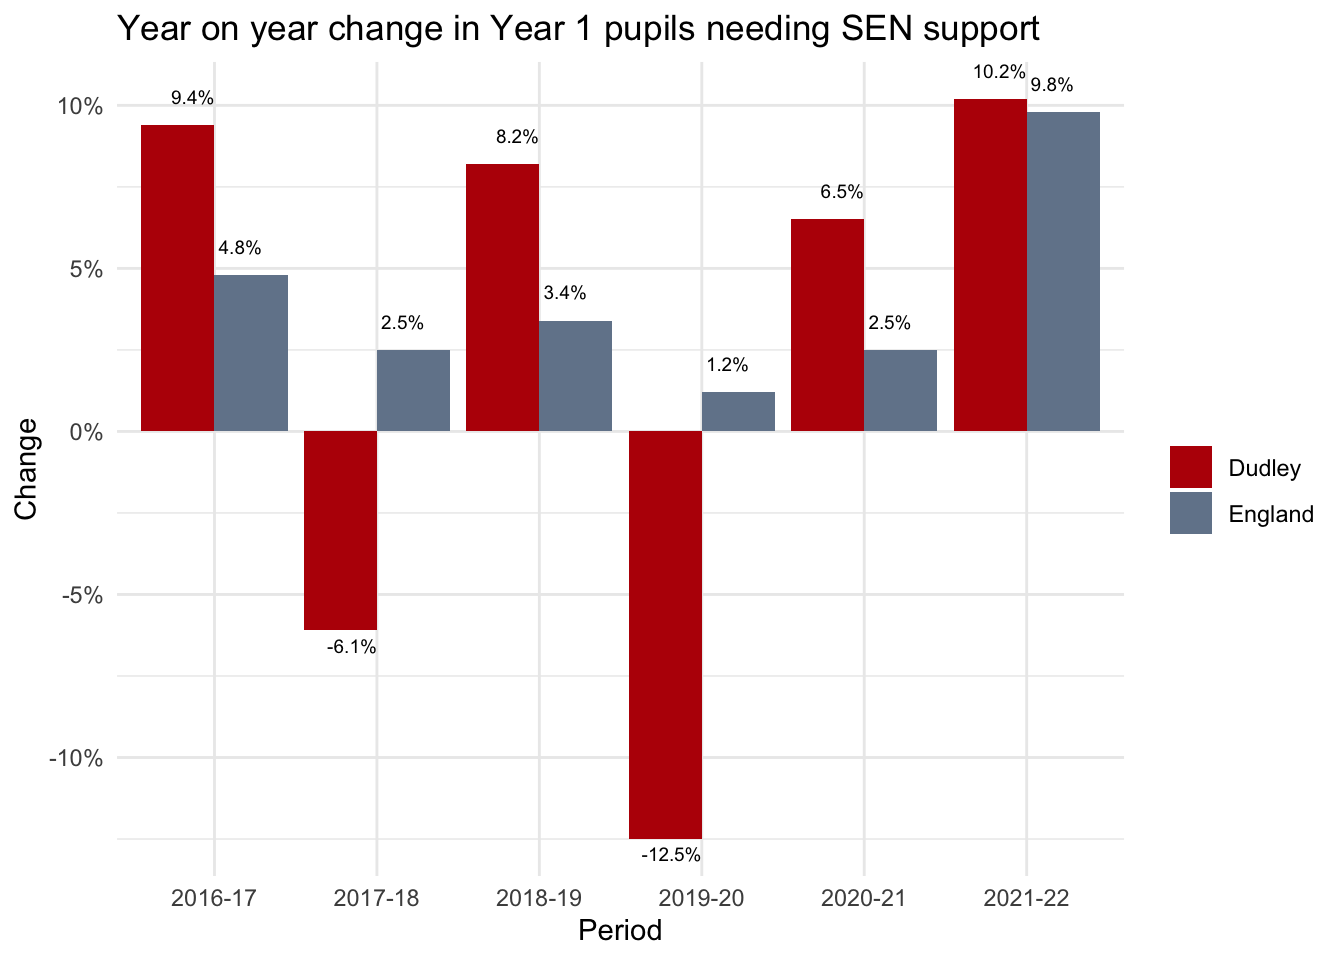 Year on year change in Year 1 pupils needing SEN support
10.2%
9.8%
9.4%
10%
8.2%
6.5%
4.8%
5%
3.4%
2.5%
2.5%
1.2%
0%
Change
Dudley
England
-5%
-6.1%
-10%
-12.5%
2016-17 2017-18 2018-19 2019-20 2020-21 2021-22
Period